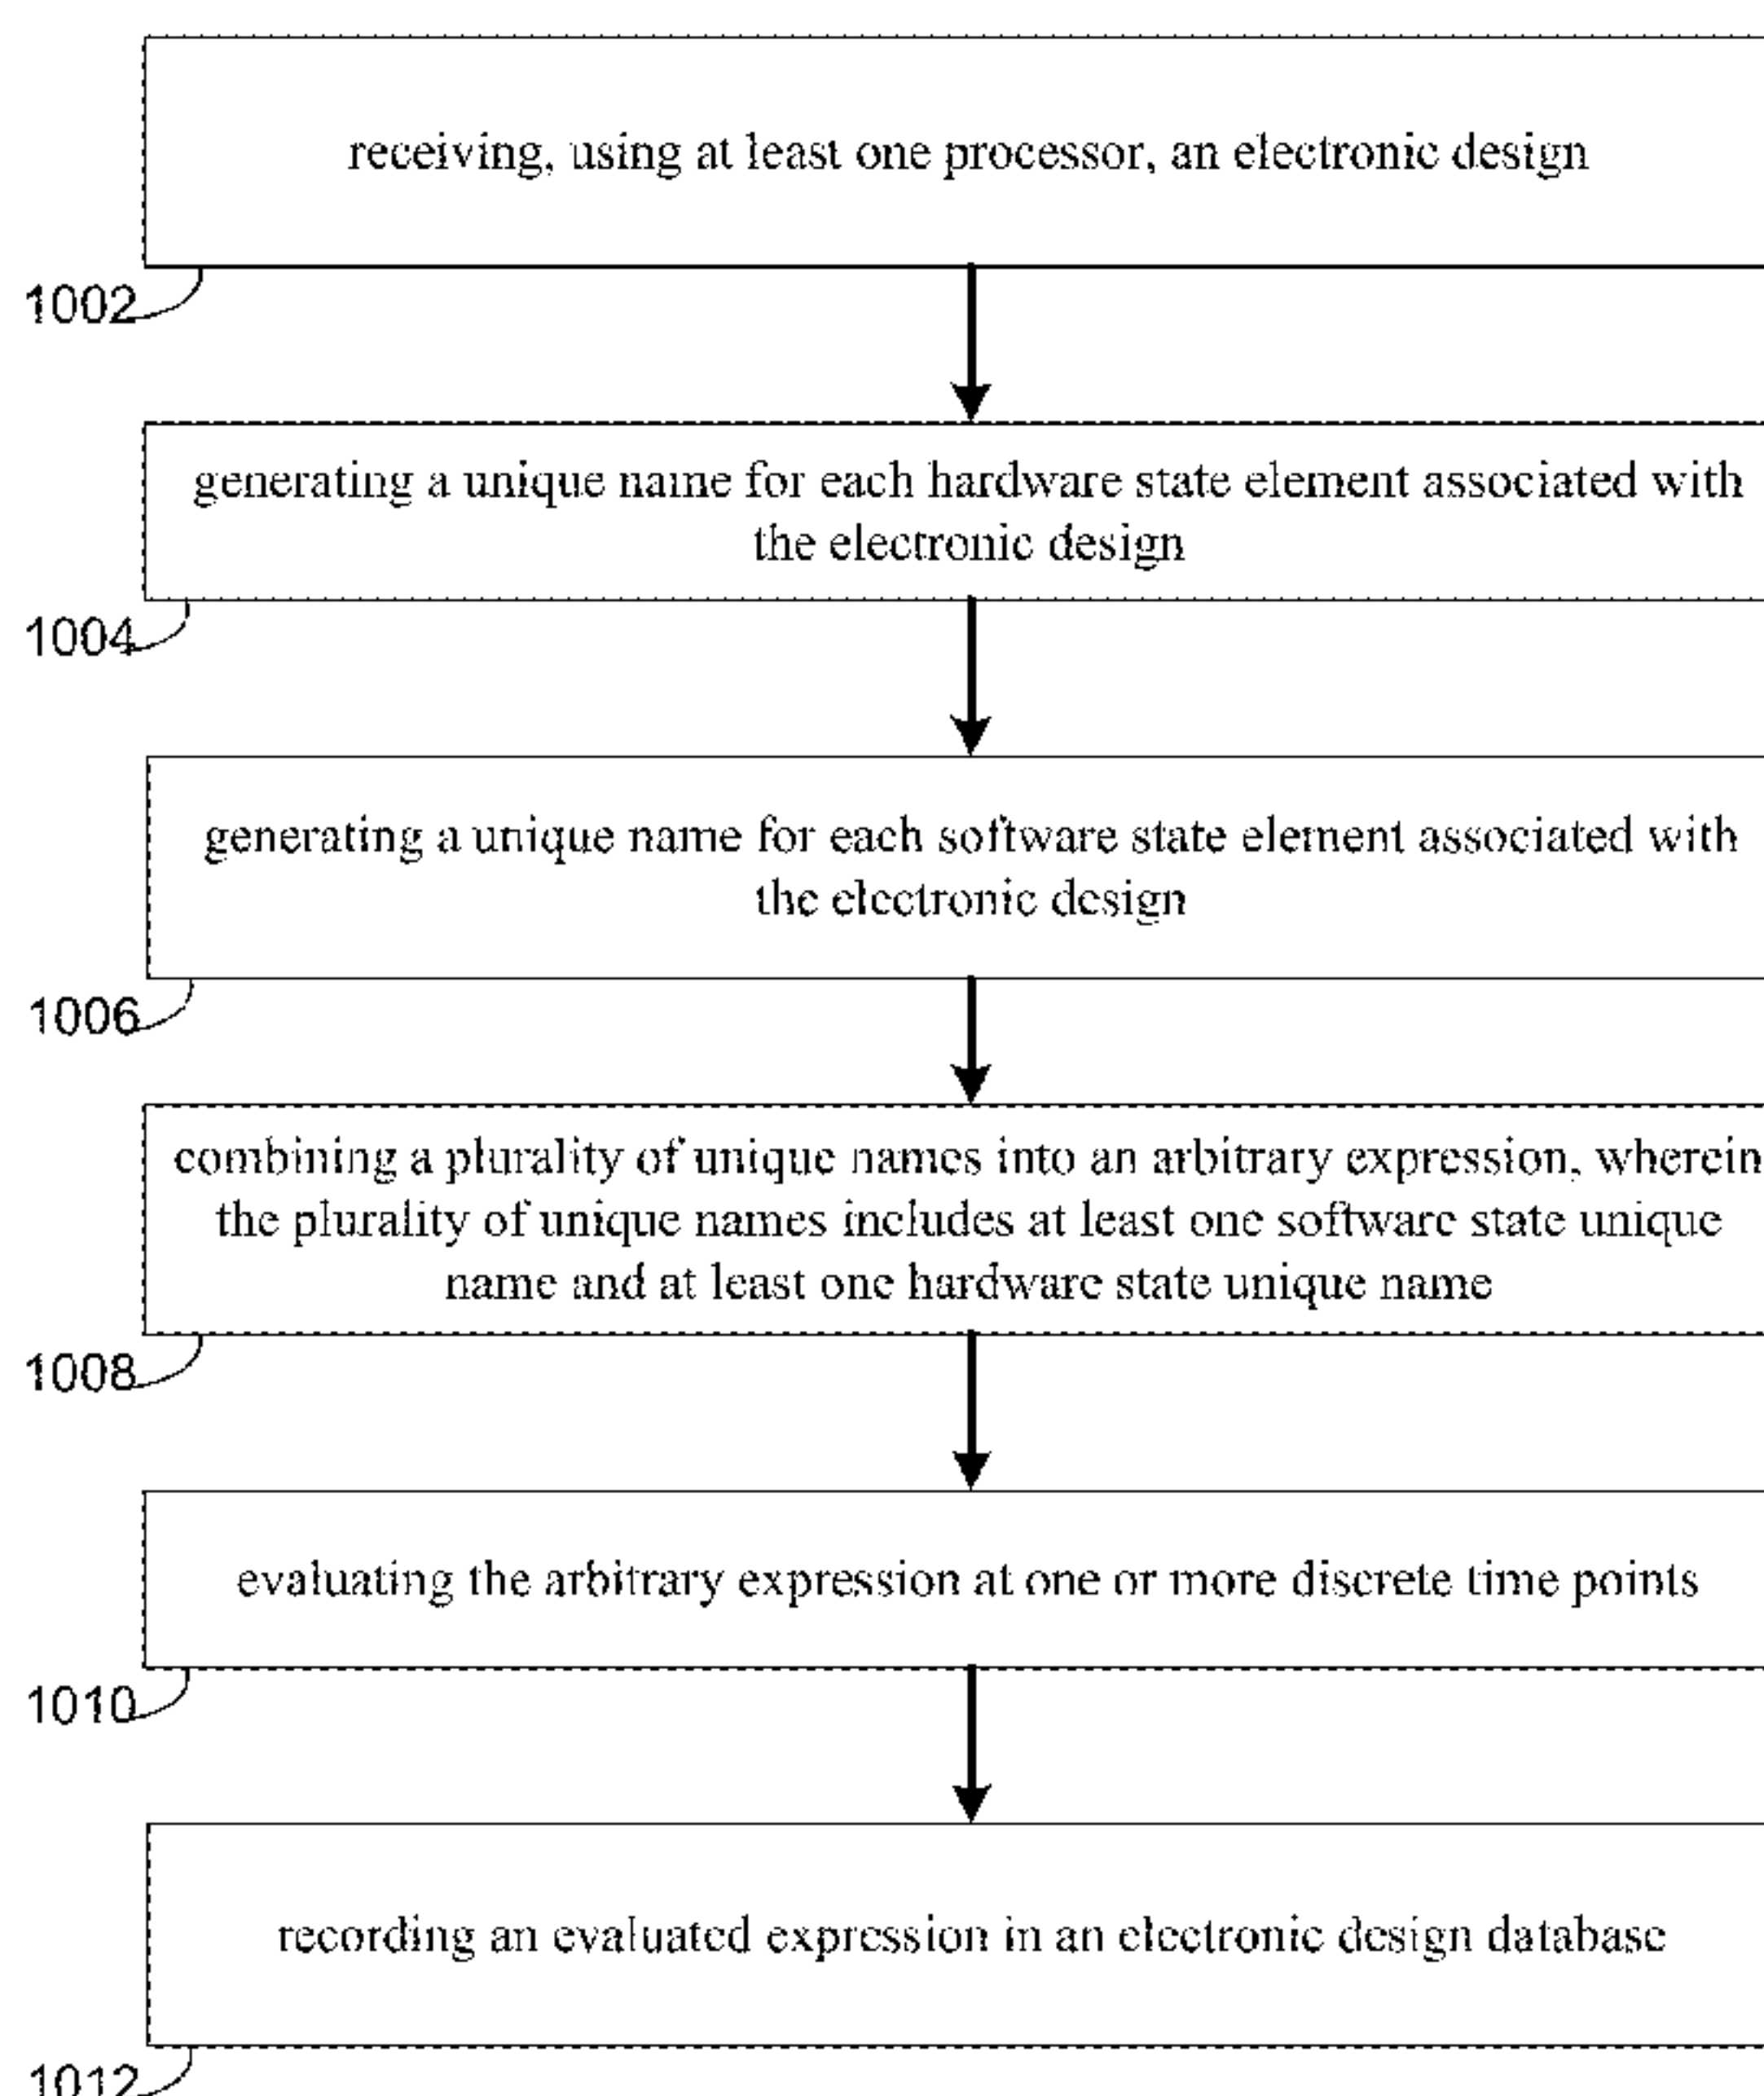 receiving, using at least one processor, an electronic design
1002
generating a unique name for each hardware state element associated with
the electronic design
1004
generating a unique name for each software state element associated with
the electronic design
1006
combining a plurality of unique names into an arbitrary expression, wherein
the plurality of unique names includes at least one software state unique
name and at least one hardware state unique name
1008
evaluating the arbitrary expression at one or more discrete time points
1010
recording an evaluated expression in an electronic design database
1012